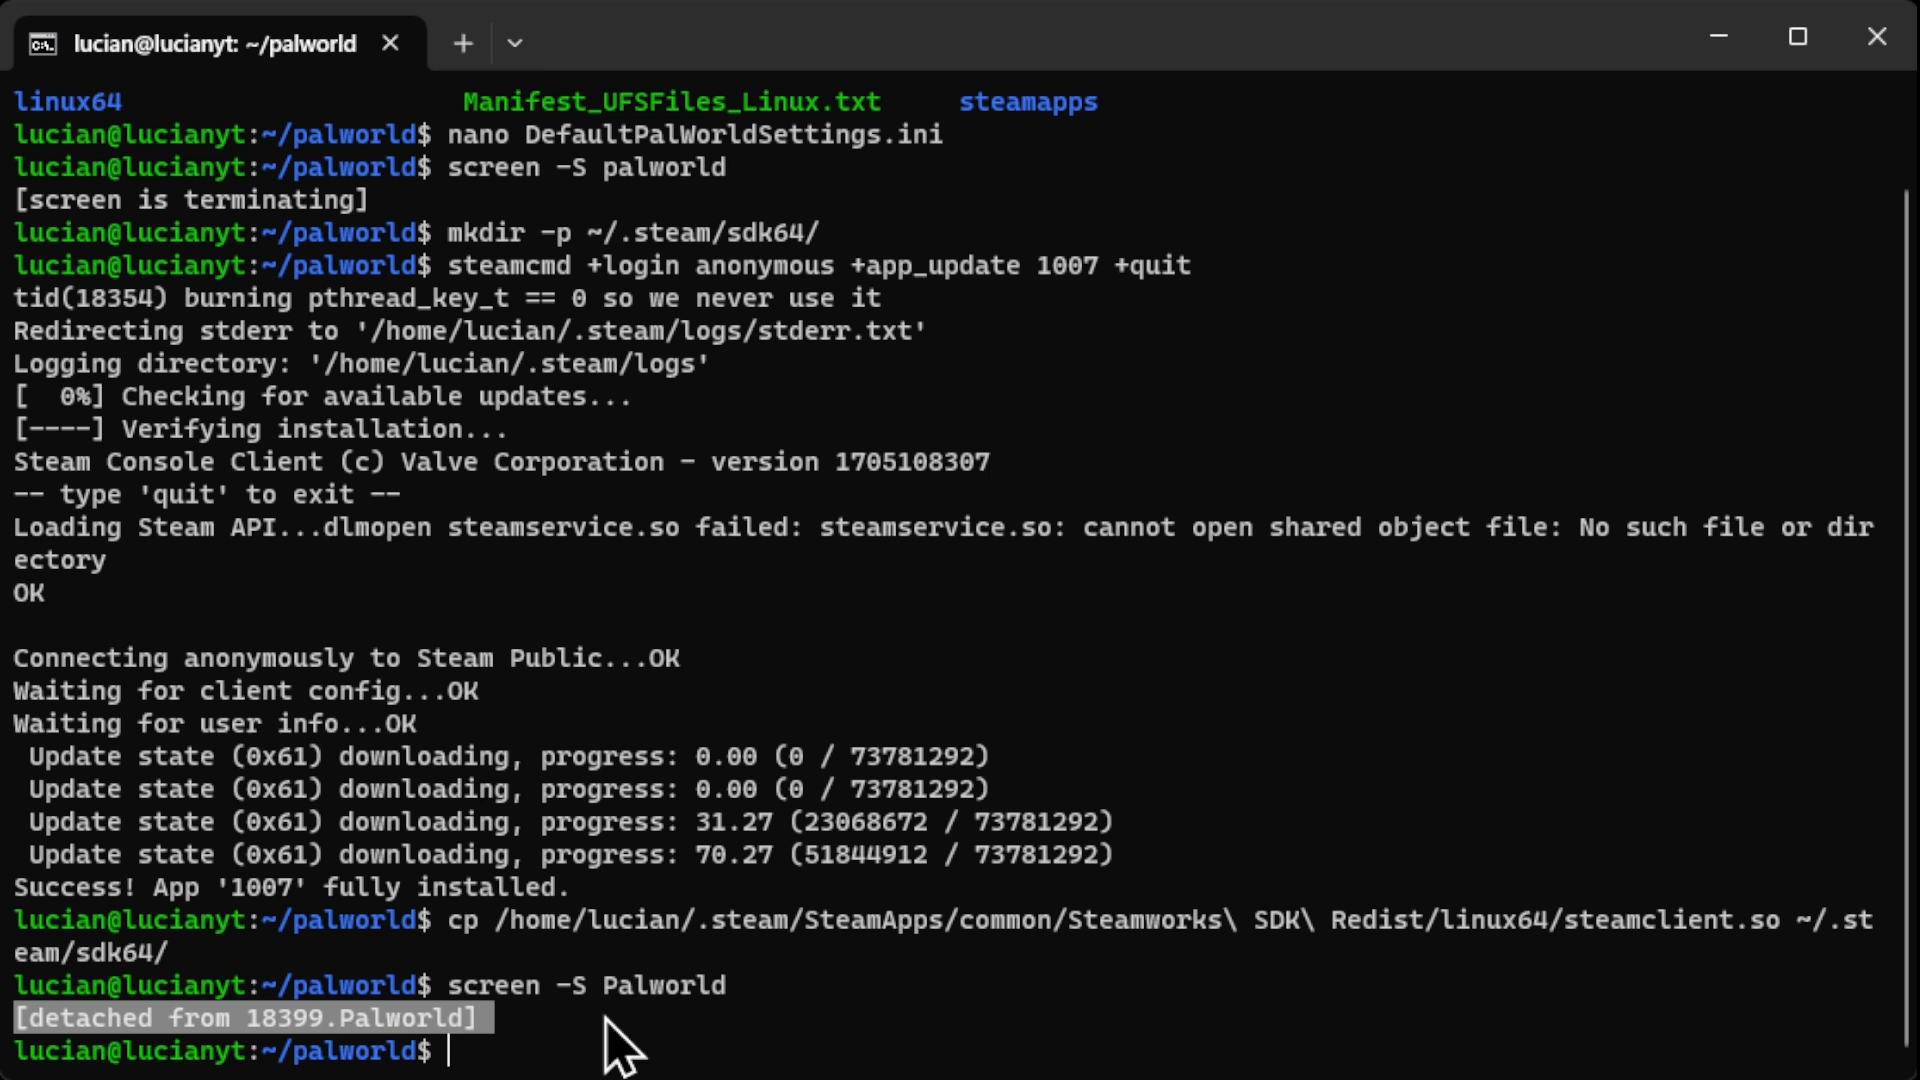 lucian@lucianyt: ~/palworld
linux64 Manifest_UFSFiles_Linux.txt steamapps
lucian@lucianyt:~/palworld$ nano DefaultPalWorldSettings.ini
lucian@lucianyt:~/palworld$ screen -S palworld
[screen is terminating]
lucian@lucianyt:~/palworld$ mkdir -p ~/.steam/sdk64/
lucian@lucianyt:~/palworld$ steamcmd +login anonymous +app_update 1007 +quit
tid(18354) burning pthread_key_t == 0 so we never use it
Redirecting stderr to '/home/lucian/.steam/logs/stderr.txt'
Logging directory: '/home/lucian/.steam/logs'
[  0%] Checking for available updates...
[----] Verifying installation...
Steam Console Client (c) Valve Corporation - version 1705108307
-- type 'quit' to exit --
Loading Steam API...dlmopen steamservice.so failed: steamservice.so: cannot open shared object file: No such file or dir
ectory
OK
Connecting anonymously to Steam Public...OK
Waiting for client config...OK
Waiting for user info...OK
Update state (0x61) downloading, progress: 0.00 (0 / 73781292)
Update state (0x61) downloading, progress: 0.00 (0 / 73781292)
Update state (0x61) downloading, progress: 31.27 (23068672 / 73781292)
Update state (0x61) downloading, progress: 70.27 (51844912 / 73781292)
Success! App '1007' fully installed.
lucian@lucianyt:~/palworld$ cp /home/lucian/.steam/SteamApps/common/Steamworks\ SDK\ Redist/linux64/steamclient.so ~/.st
eam/sdk64/
lucian@lucianyt:~/palworld$ screen -S Palworld
[detached from 18399.Palworld]
lucian@lucianyt:~/palworld$